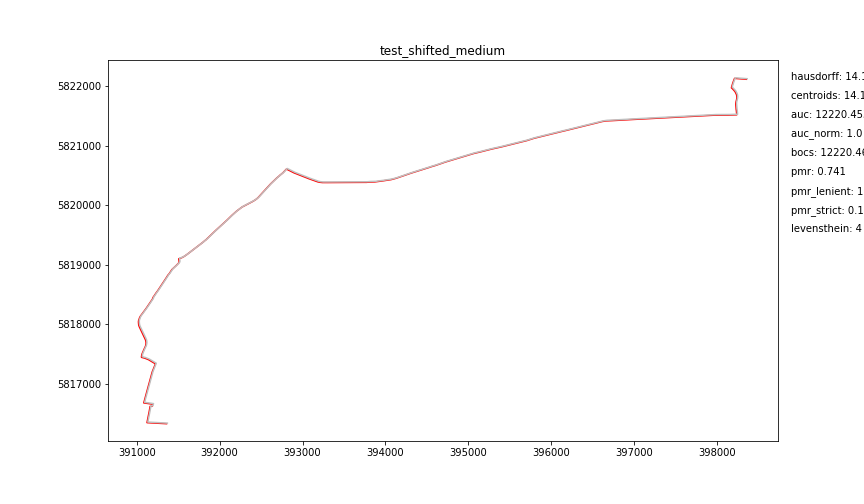 test_shifted_medium
5822000
5821000
5820000
5819000
5818000
5817000
391000 392000 393000 394000 395000 396000 397000 398000
hausdorff: 14.1
centroids: 14.1
auc: 12220.45
auc_norm: 1.0
bocs: 12220.46
pmr: 0.741
pmr_lenient: 1
pmr_strict: 0.1
levensthein: 4